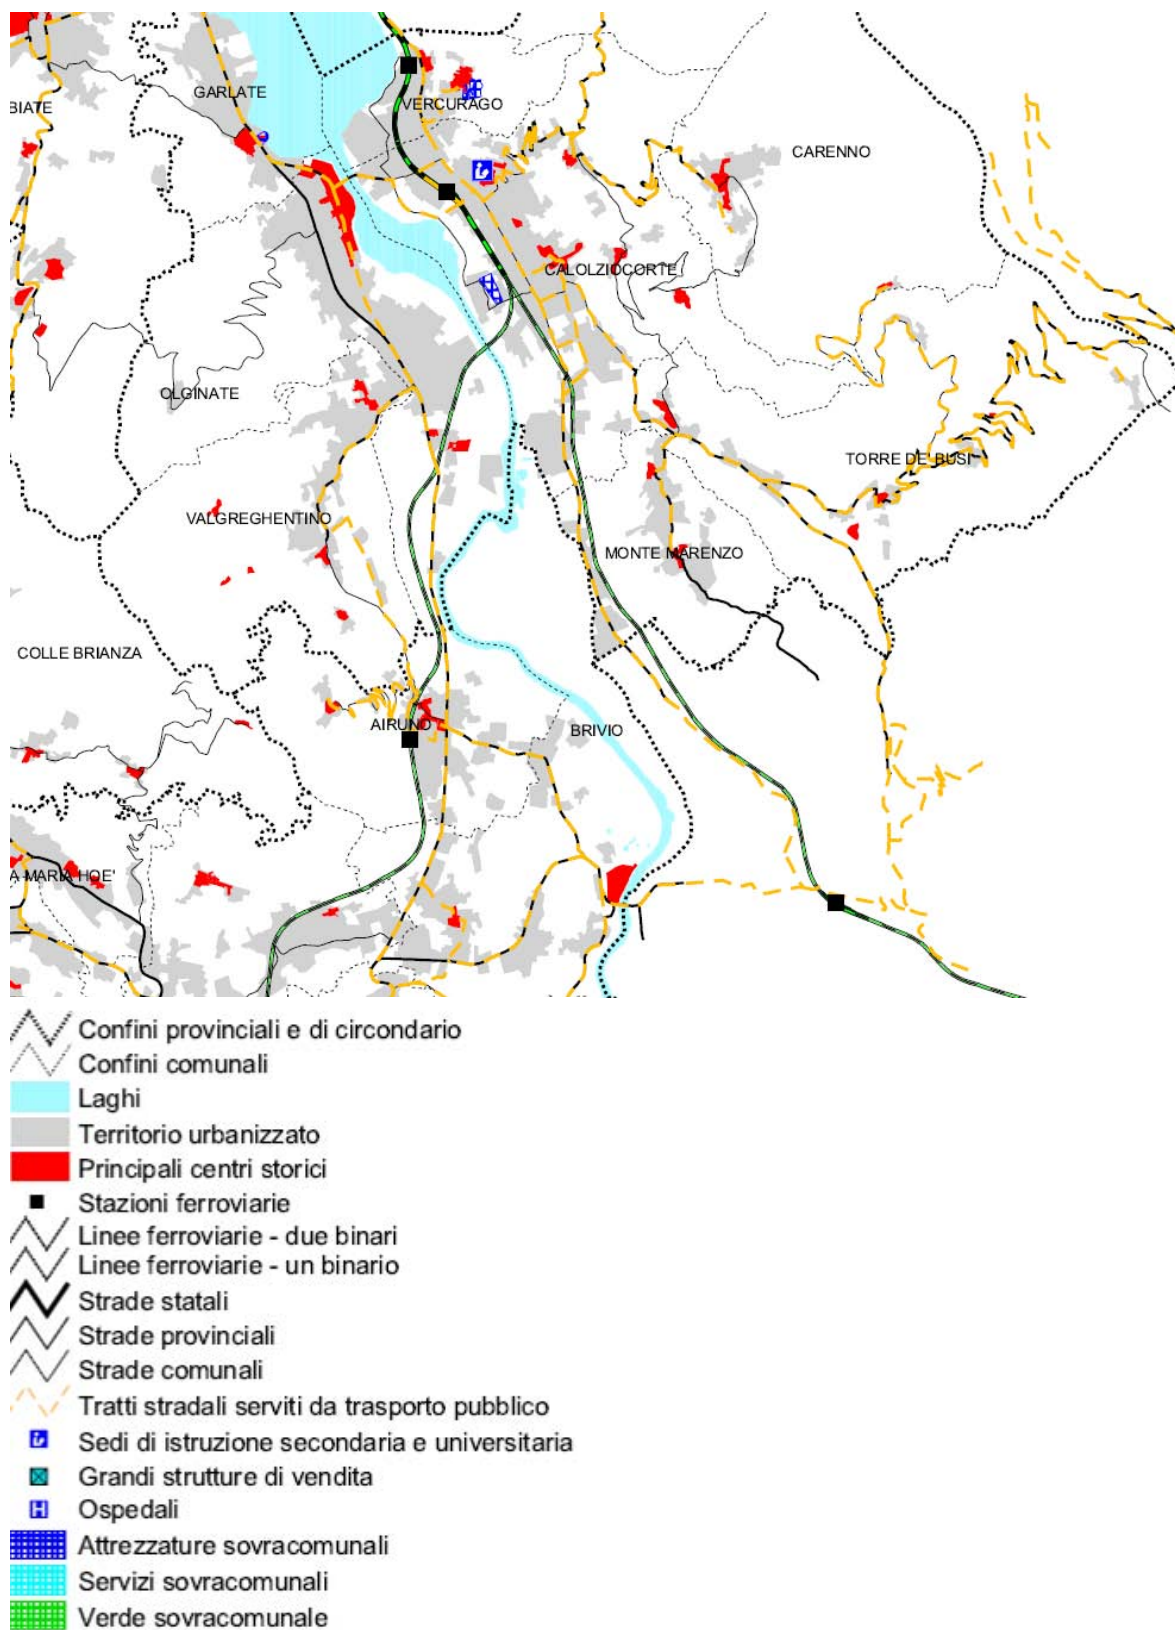 GARLATE
VERCURAGO
BIATE
CARENNO
CALOLZIOCORTE
OLGINATE
TORRE DE' BUSI
VALGREGHENTINO
MONTE MARENZO
COLLE BRIANZA
AIRUNO
BRIVIO
A MARIA HOE'
Confini provinciali e di circondario
Confini comunali
Laghi
Territorio urbanizzato
Principali centri storici
Stazioni ferroviarie
Linee ferroviarie - due binari
Linee ferroviarie - un binario
Strade statali
Strade provinciali
Strade comunali
Tratti stradali serviti da trasporto pubblico
Sedi di istruzione secondaria e universitaria
Grandi strutture di vendita
H Ospedali
Attrezzature sovracomunali
Servizi sovracomunali
Verde sovracomunale